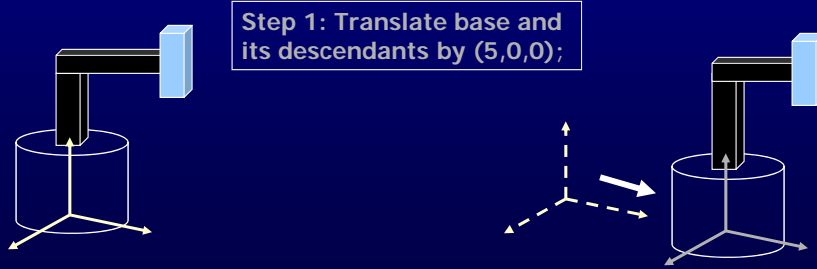 Step 1: Translate base and
its descendants by (5,0,0);